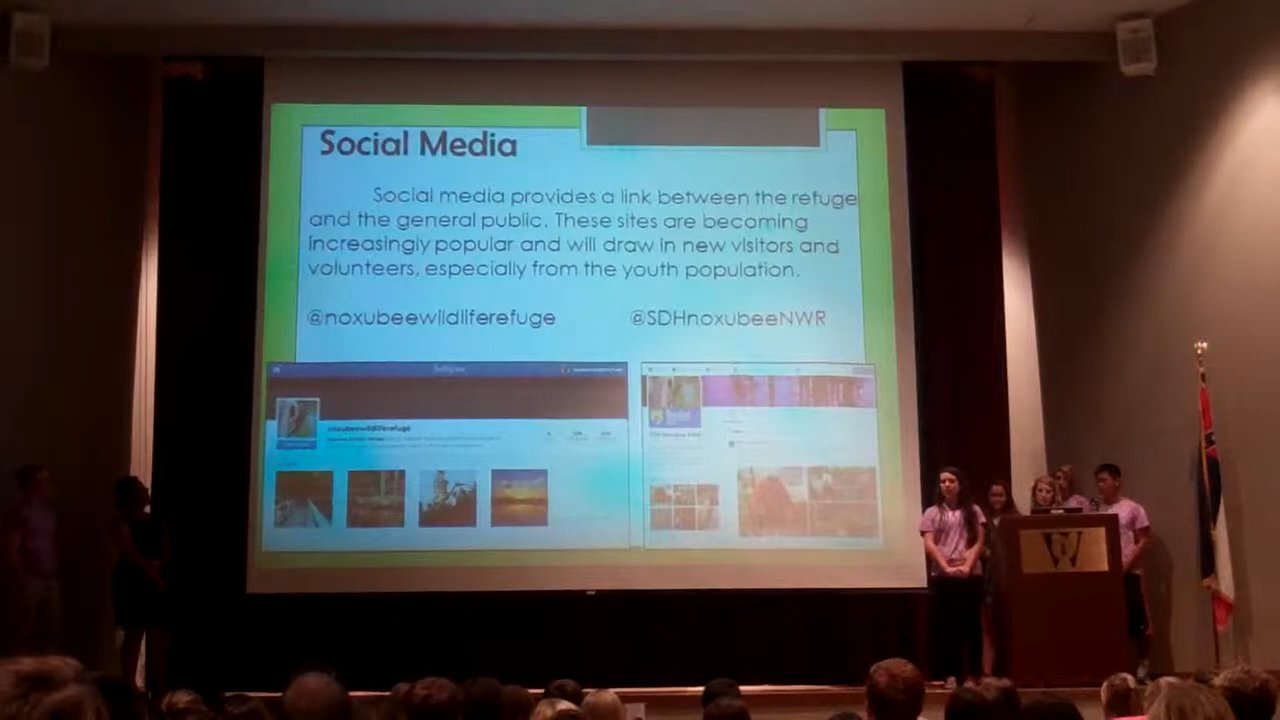 Social Media
Social media provides a link between the refuge
and the general public. These sites are becoming
increasingly popular and will draw in new visitors and
volunteers, especially from the youth population.
@noxubeewildliferefuge @SDHnoxubeeNWR
noxubeewildliferefuge
W